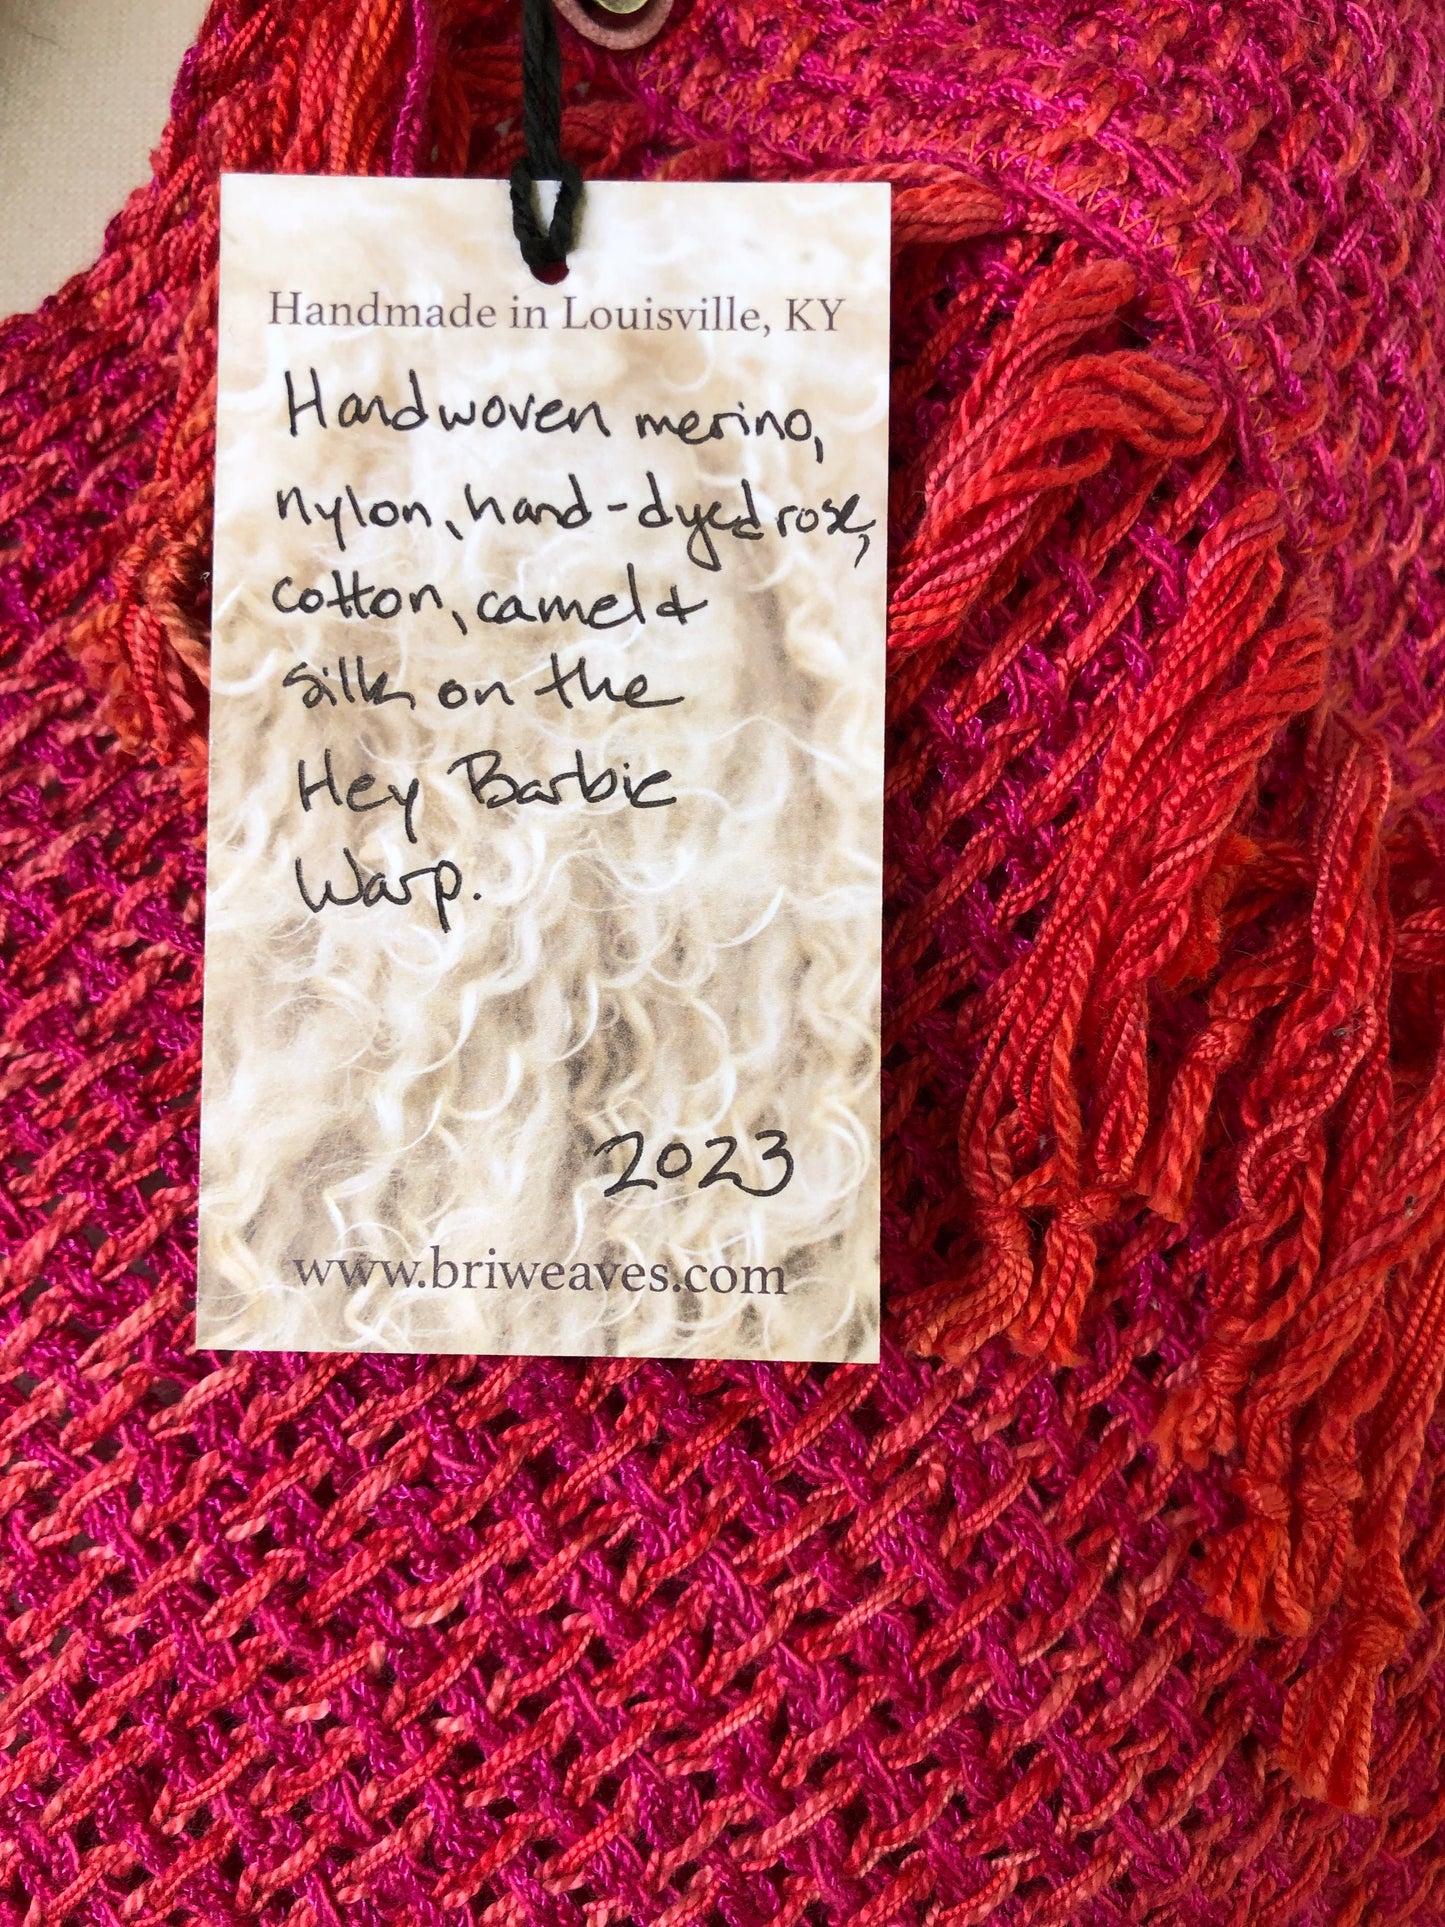 Handmade in Louisville, KY
Handwoven merino,
nylon, hand-dyed rose,
cotton, camel &
silk on the
Hey Barbie
Warp.
2023
www.briweaves.com